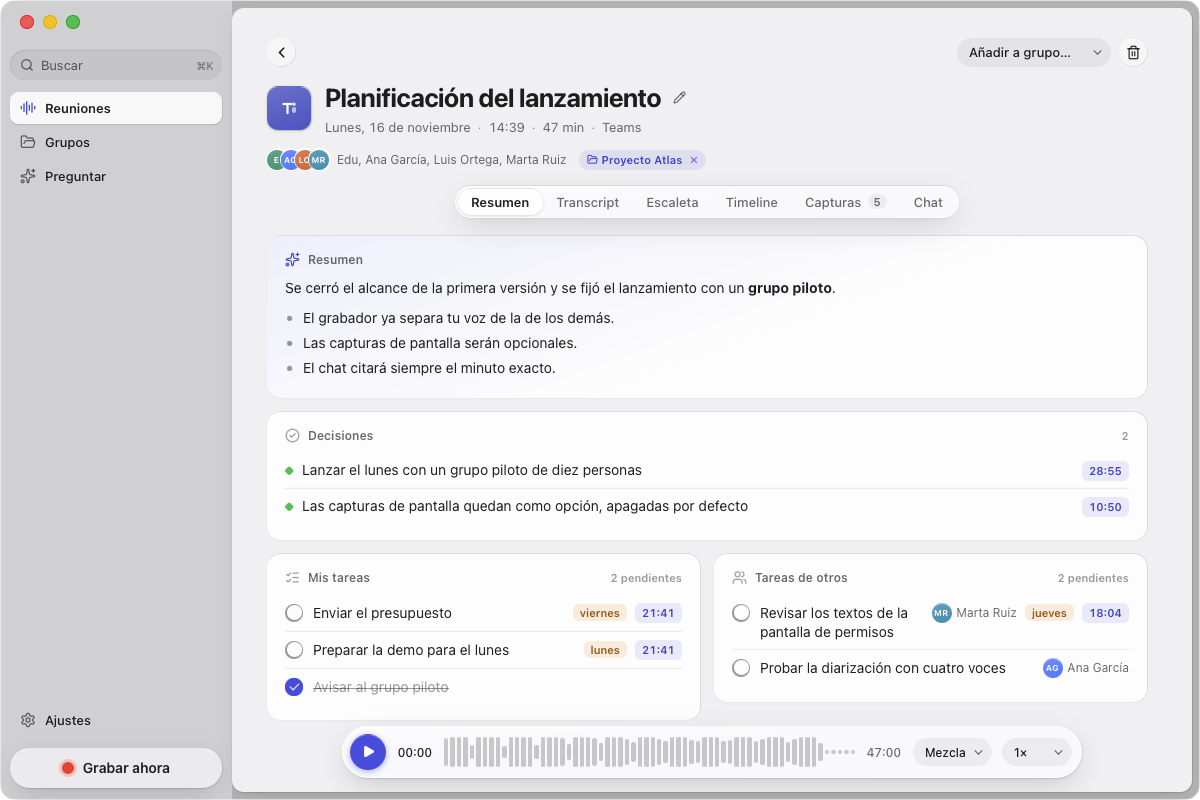 Buscar ⌘K
Reuniones
Grupos
Preguntar
Ajustes
Grabar ahora
Añadir a grupo...
Planificación del lanzamiento
Lunes, 16 de noviembre · 14:39 · 47 min · Teams
E AG LO MR Edu, Ana García, Luis Ortega, Marta Ruiz Proyecto Atlas ×
Resumen Transcript Escaleta Timeline Capturas 5 Chat
Resumen
Se cerró el alcance de la primera versión y se fijó el lanzamiento con un grupo piloto.
• El grabador ya separa tu voz de la de los demás.
• Las capturas de pantalla serán opcionales.
• El chat citará siempre el minuto exacto.
Decisiones 2
Lanzar el lunes con un grupo piloto de diez personas 28:55
Las capturas de pantalla quedan como opción, apagadas por defecto 10:50
Mis tareas 2 pendientes
Enviar el presupuesto viernes 21:41
Preparar la demo para el lunes lunes 21:41
Avisar al grupo piloto
Tareas de otros 2 pendientes
Revisar los textos de la MR Marta Ruiz jueves 18:04
pantalla de permisos
Probar la diarización con cuatro voces AG Ana García
00:00 47:00 Mezcla 1×